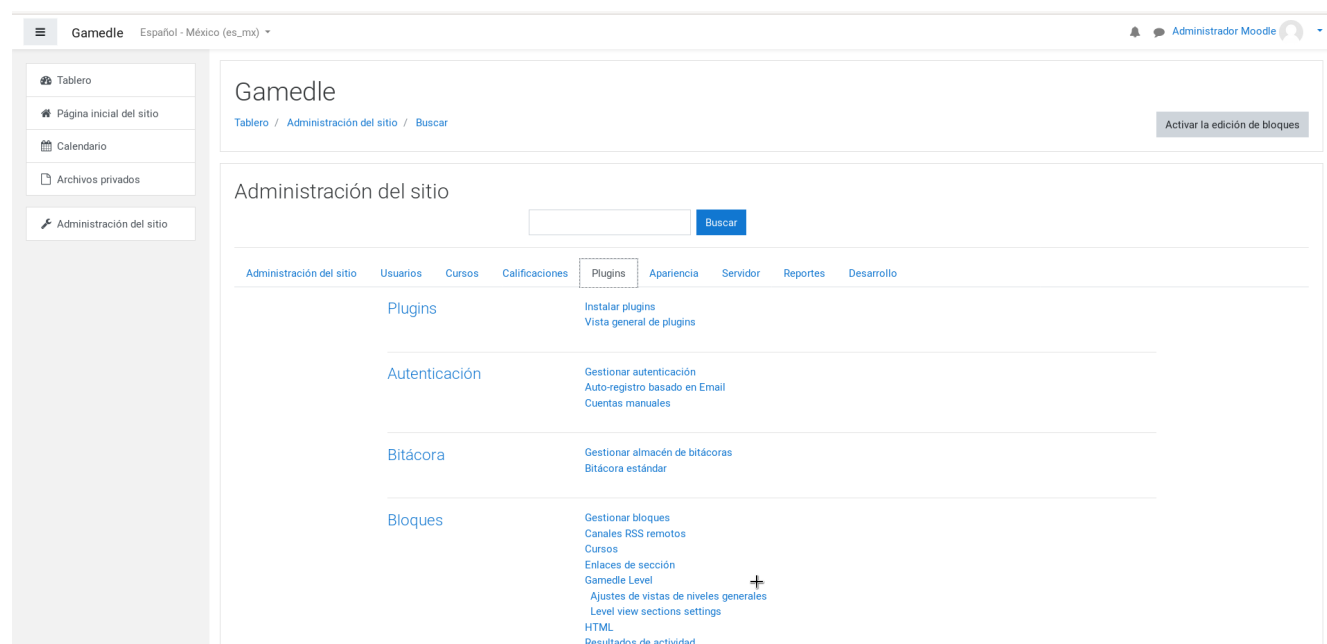 Gamedle Español - México (es_mx) Administrador Moodle
Tablero
Página inicial del sitio
Calendario
Archivos privados
Administración del sitio
Gamedle
Tablero / Administración del sitio / Buscar
Activar la edición de bloques
Administración del sitio
Buscar
Administración del sitio Usuarios Cursos Calificaciones Plugins Apariencia Servidor Reportes Desarrollo
Plugins
Instalar plugins
Vista general de plugins
Autenticación
Gestionar autenticación
Auto-registro basado en Email
Cuentas manuales
Bitácora
Gestionar almacén de bitácoras
Bitácora estándar
Bloques
Gestionar bloques
Canales RSS remotos
Cursos
Enlaces de sección
Gamedle Level
Ajustes de vistas de niveles generales
Level view sections settings
HTML
Resultados de actividad